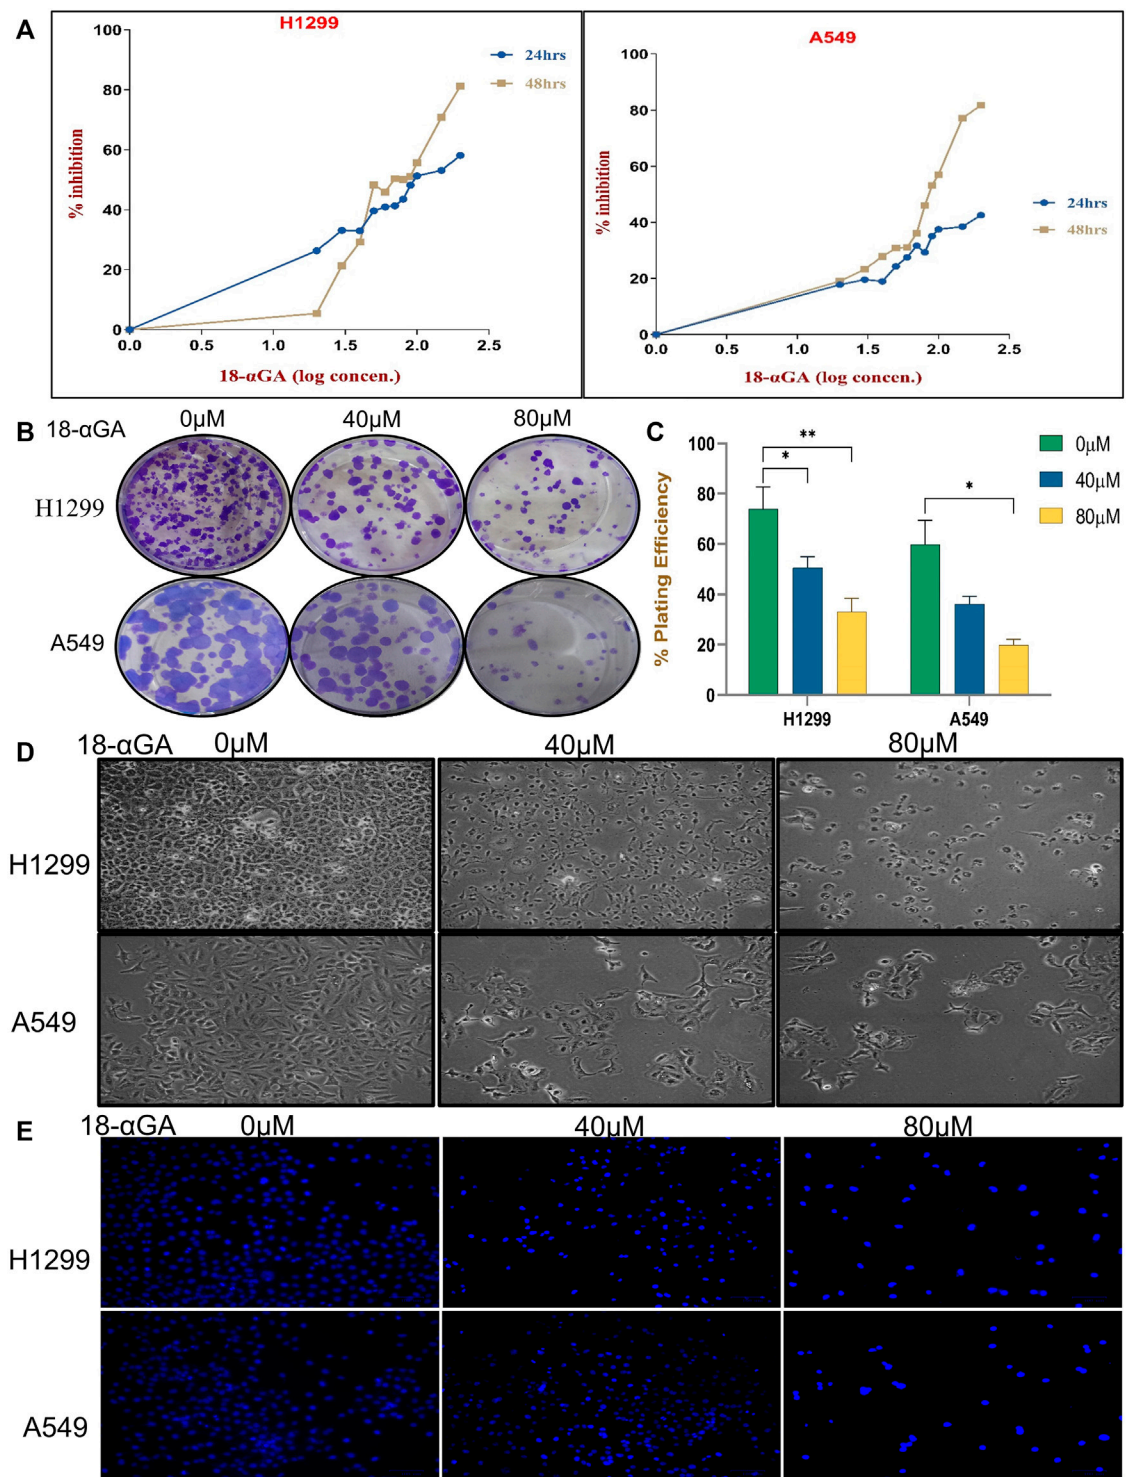 A
H1299
24hrs
48hrs
100
80
60
40
20
0
0.0 0.5 1.0 1.5 2.0 2.5
% inhibition
18-αGA (log concen.)
A549
24hrs
48hrs
100
80
60
40
20
0
0.0 0.5 1.0 1.5 2.0 2.5
% inhibition
18-αGA (log concen.)
B
18-αGA 0µM 40µM 80µM
H1299
A549
C
% Plating Efficiency
100
80
60
40
20
0
** 
*
*
H1299 A549
0µM
40µM
80µM
D
18-αGA 0µM 40µM 80µM
H1299
A549
E
18-αGA 0µM 40µM 80µM
H1299
A549